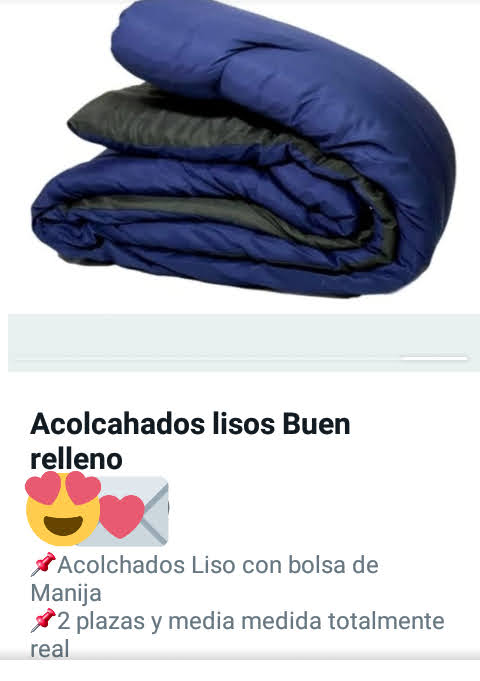 Acolcahados lisos Buen
relleno
😍💌
📌Acolchados Liso con bolsa de
Manija
📌2 plazas y media medida totalmente
real